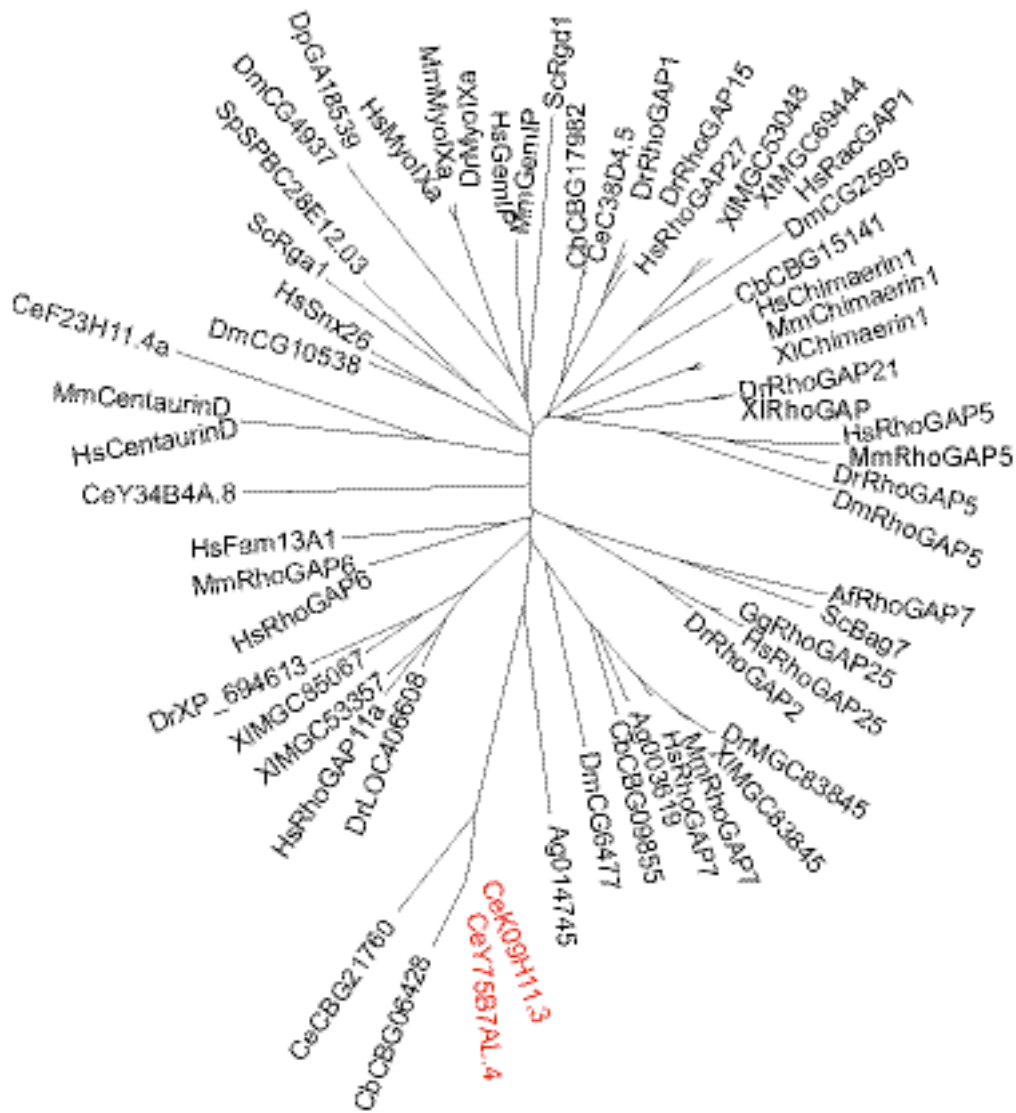 ScRgd1
CbCBG17982
CeC38D4.5
DrRhoGAP1
DrRhoGAP15
HsRhoGAP27
XlMGC53048
XlMGC69444
HsRacGAP1
DmCG2595
CbCBG15141
HsChimaerin1
MmChimaerin1
XlChimaerin1
DrRhoGAP21
XlRhoGAP
HsRhoGAP5
MmRhoGAP5
DrRhoGAP5
DmRhoGAP5
AfRhoGAP7
ScBag7
GgRhoGAP25
HsRhoGAP25
DrRhoGAP2
DrMGC83845
XlMGC83845
MmRhoGAP7
HsRhoGAP7
Ag003619
CbCBG09855
DmCG6477
Ag014745
CeK09H11.3
CeY75B7AL.4
CbCBG06428
CeCBG21760
DrLOC406608
HsRhoGAP11a
XlMGC53357
XlMGC85067
DrXP_694613
HsRhoGAP6
MmRhoGAP6
HsFam13A1
CeY34B4A.8
HsCentaurinD
MmCentaurinD
CeF23H11.4a
DmCG10538
HsSnx26
ScRga1
SpSPBC28E12.03
DmCG4937
DpGA18539
HsMyoIXa
MmMyoIXa
DrMyoIXa
HsGemIP
MmGemIP